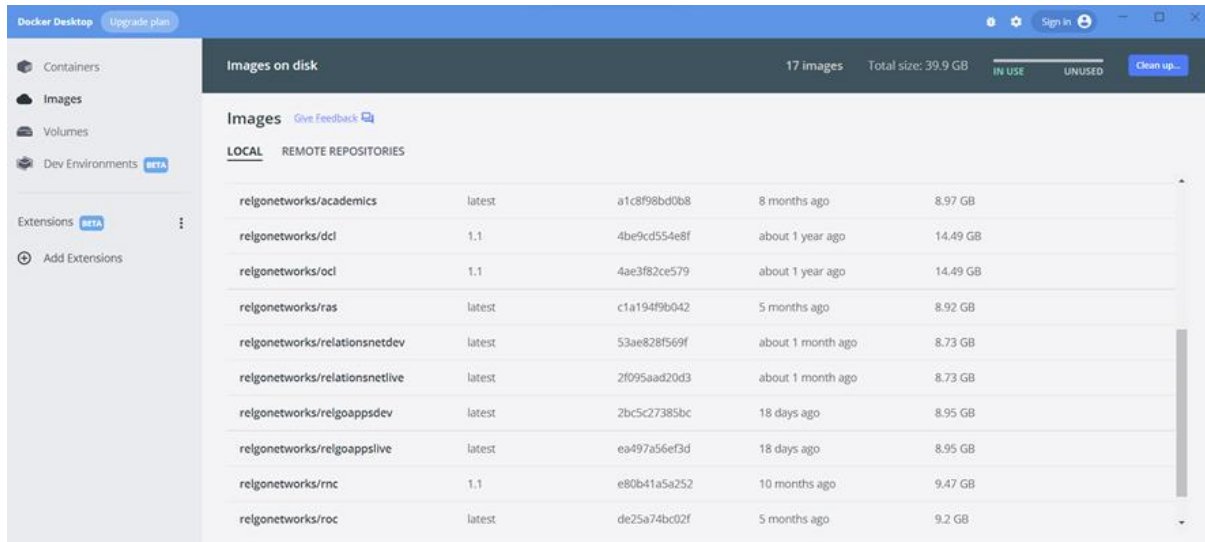 Docker Desktop Upgrade plan Sign in
Containers
Images
Volumes
Dev Environments BETA
Extensions BETA
Add Extensions
Images on disk 17 images Total size: 39.9 GB IN USE UNUSED Clean up...
Images Give Feedback
LOCAL REMOTE REPOSITORIES
relgonetworks/academics latest a1c8f98bd0b8 8 months ago 8.97 GB
relgonetworks/dcl 1.1 4be9cd554e8f about 1 year ago 14.49 GB
relgonetworks/ocl 1.1 4ae3f82ce579 about 1 year ago 14.49 GB
relgonetworks/ras latest c1a194f9b042 5 months ago 8.92 GB
relgonetworks/relationsnetdev latest 53ae828f569f about 1 month ago 8.73 GB
relgonetworks/relationsnetlive latest 2f095aad20d3 about 1 month ago 8.73 GB
relgonetworks/relgoappsdev latest 2bc5c27385bc 18 days ago 8.95 GB
relgonetworks/relgoappslive latest ea497a56ef3d 18 days ago 8.95 GB
relgonetworks/rnc 1.1 e80b41a5a252 10 months ago 9.47 GB
relgonetworks/roc latest de25a74bc02f 5 months ago 9.2 GB